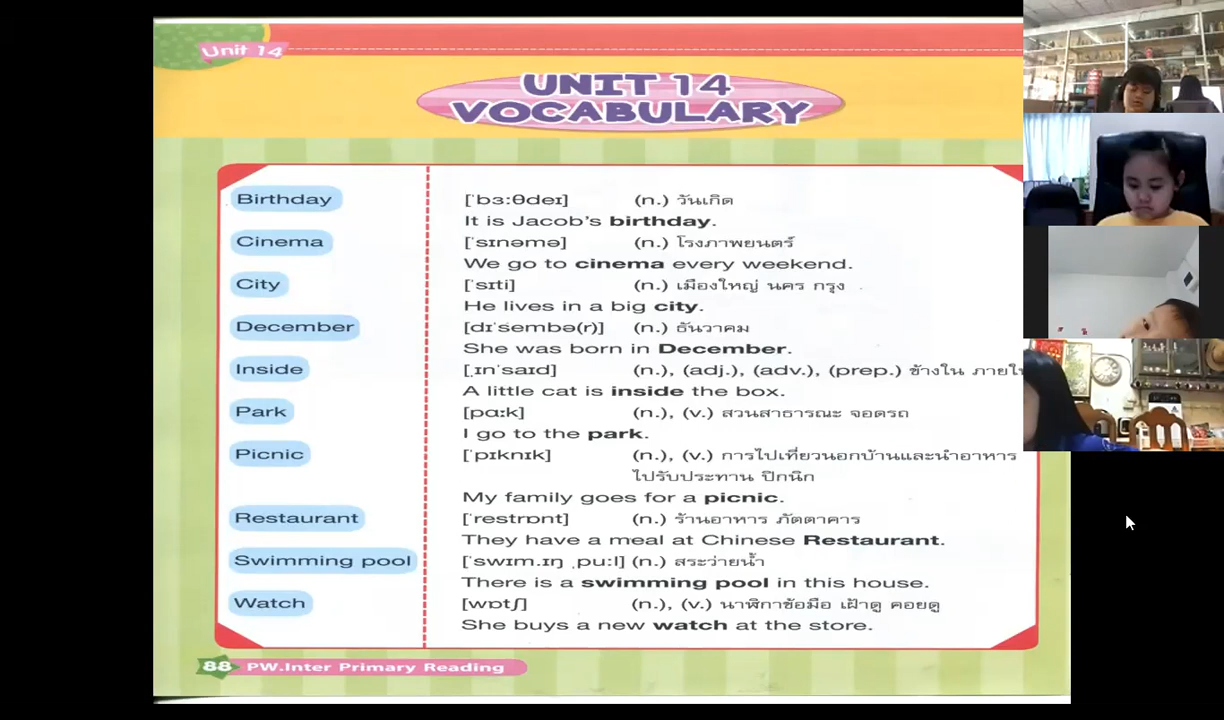 Unit 14
UNIT 14
VOCABULARY
Birthday
[ˈbɜːθdeɪ] (n.) วันเกิด
It is Jacob's birthday.
Cinema
[ˈsɪnəmə] (n.) โรงภาพยนตร์
We go to cinema every weekend.
City
[ˈsɪti] (n.) เมืองใหญ่ นคร กรุง
He lives in a big city.
December
[dɪˈsembə(r)] (n.) ธันวาคม
She was born in December.
Inside
[ˌɪnˈsaɪd] (n.), (adj.), (adv.), (prep.) ข้างใน
A little cat is inside the box.
Park
[pɑːk] (n.), (v.) สวนสาธารณะ จอดรถ
I go to the park.
Picnic
[ˈpɪknɪk] (n.), (v.) การไปเที่ยวนอกบ้านและนำอาหาร
ไปรับประทาน ปิกนิก
My family goes for a picnic.
Restaurant
[ˈrestrɒnt] (n.) ร้านอาหาร ภัตตาคาร
They have a meal at Chinese Restaurant.
Swimming pool
[ˈswɪm.ɪŋ ˌpuːl] (n.) สระว่ายน้ำ
There is a swimming pool in this house.
Watch
[wɒtʃ] (n.), (v.) นาฬิกาข้อมือ เฝ้าดู คอยดู
She buys a new watch at the store.
88 PW.Inter Primary Reading